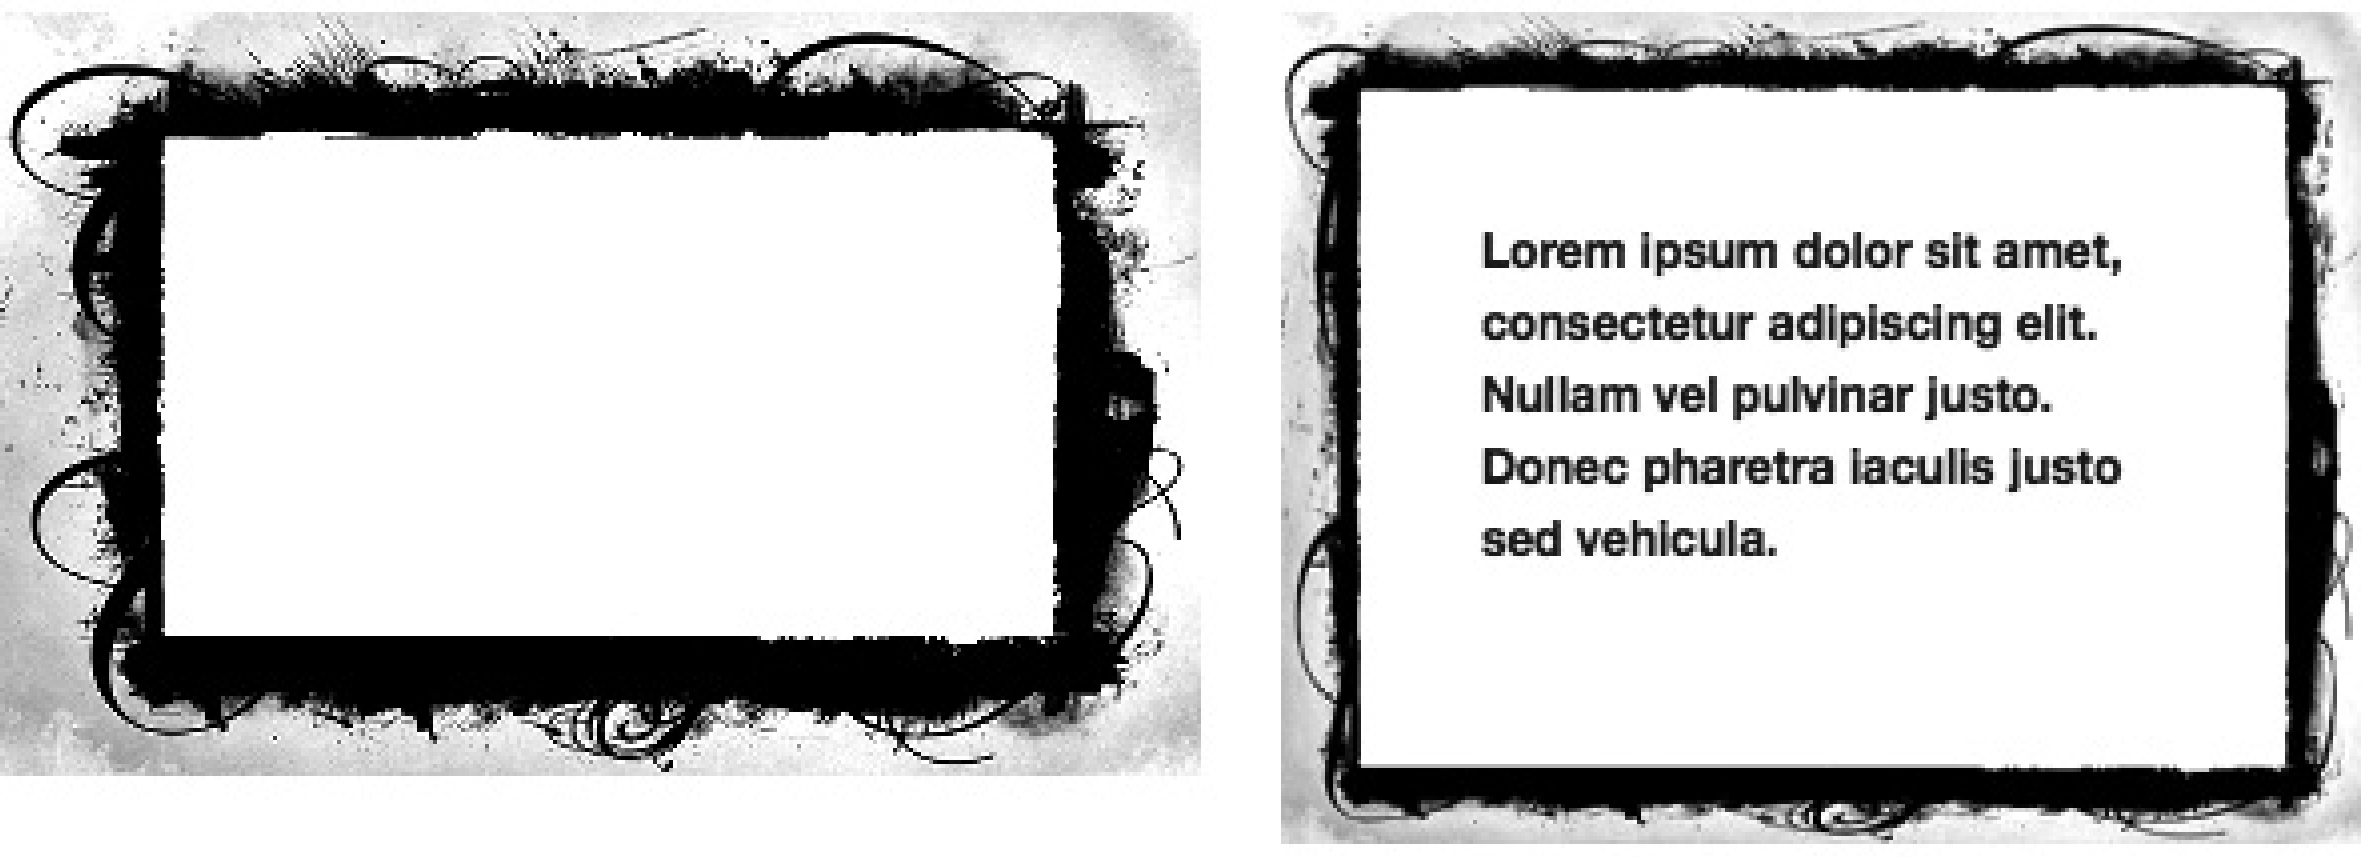 Lorem ipsum dolor sit amet,
consectetur adipiscing elit.
Nullam vel pulvinar justo.
Donec pharetra iaculis justo
sed vehicula.